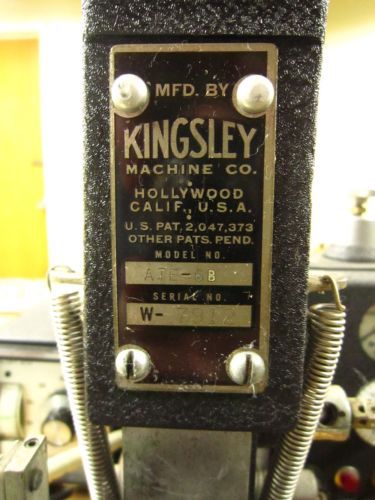 MFD. BY
KINGSLEY
MACHINE CO.
HOLLYWOOD
CALIF., U.S.A.
U.S. PAT. 2,047,373
OTHER PATS. PEND.
MODEL NO.
SERIAL NO.
W-